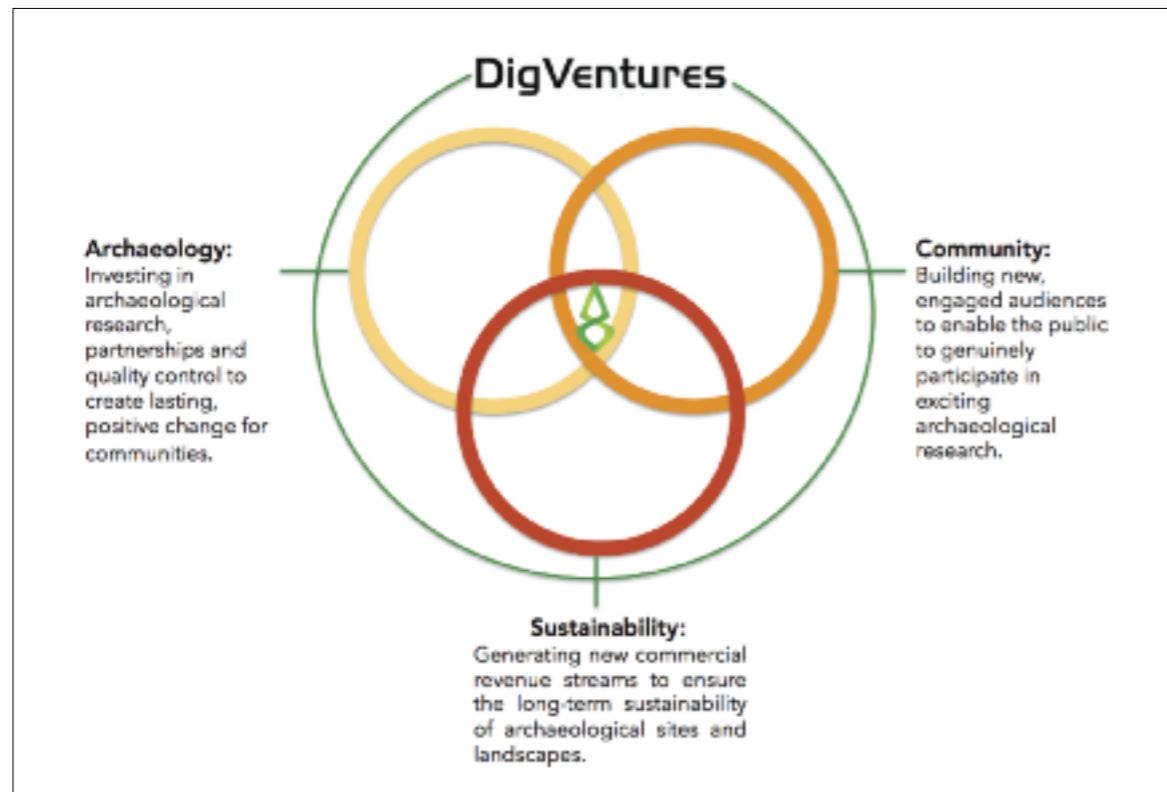 DigVentures
Archaeology:
Investing in
archaeological
research,
partnerships and
quality control to
create lasting,
positive change for
communities.
Community:
Building new,
engaged audiences
to enable the public
to genuinely
participate in
exciting
archaeological
research.
Sustainability:
Generating new commercial
revenue streams to ensure
the long-term sustainability
of archaeological sites and
landscapes.